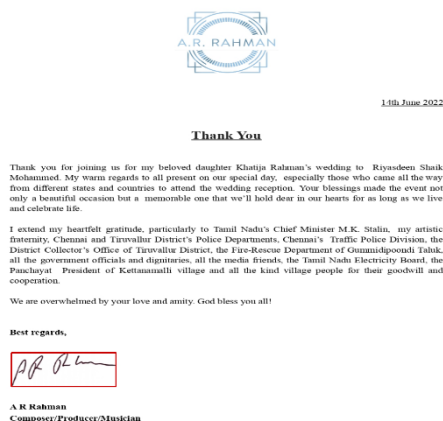 A.R. RAHMAN
14th June 2022
Thank You
Thank you for joining us for my beloved daughter Khatija Rahman's wedding to Riyasdeen Shaik
Mohammed. My warm regards to all present on our special day, especially those who came all the way
from different states and countries to attend the wedding reception. Your blessings made the event not
only a beautiful occasion but a memorable one that we'll hold dear in our hearts for as long as we live
and celebrate life.
I extend my heartfelt gratitude, particularly to Tamil Nadu's Chief Minister M.K. Stalin, my artistic
fraternity, Chennai and Tiruvallur District's Police Departments, Chennai's Traffic Police Division, the
District Collector's Office of Tiruvallur District, the Fire-Rescue Department of Gummidipoondi Taluk,
all the government officials and dignitaries, all the media friends, the Tamil Nadu Electricity Board, the
Panchayat President of Kettanamalli village and all the kind village people for their goodwill and
cooperation.
We are overwhelmed by your love and amity. God bless you all!
Best regards,
A R Rahman
Composer/Producer/Musician